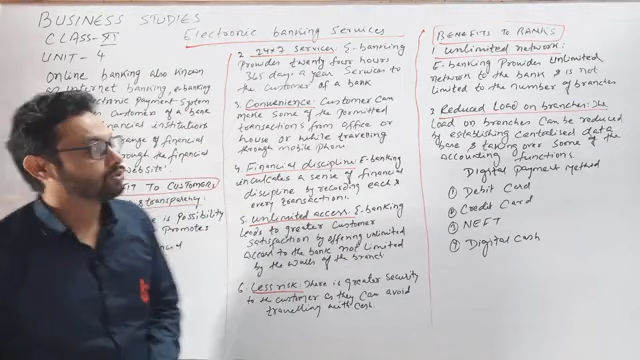 BUSINESS STUDIES
CLASS-XI
UNIT-4
Electronic banking services
Online banking also known
internet banking, e-banking
Electronic Payment System
customer of a bank
financial institutions
range of financial
through the financial
website.
BENEFIT TO CUSTOMERS
transparency:
is possibility
Promotes
2. 24x7 Services: E-banking
Provide twenty four hours
365 day a year services to
the customer of a bank
3. Convenience: Customer can
make some of the permitted
transactions from office or
house or while travelling
through mobile phone.
4. Financial discipline: E-banking
inculcates a sense of financial
discipline by recording each &
every transactions.
5. Unlimited access: E-banking
Leads to greater customer
satisfaction by offering unlimited
access to the bank not limited
by the walls of the branch
6. Less risk: There is greater security
to the customer as they can avoid
travelling with cash.
BENEFITS TO BANKS
1 Unlimited network:
E-banking Provider Unlimited
network to the bank & is not
limited to the number of branches
2 Reduced Load on branches: The
Load on branches can be reduced
by establishing centralised data
base & taking over some of the
accounting functions.
Digital Payment method
① Debit Card
② Credit Card
③ NEFT
④ Digital Cash